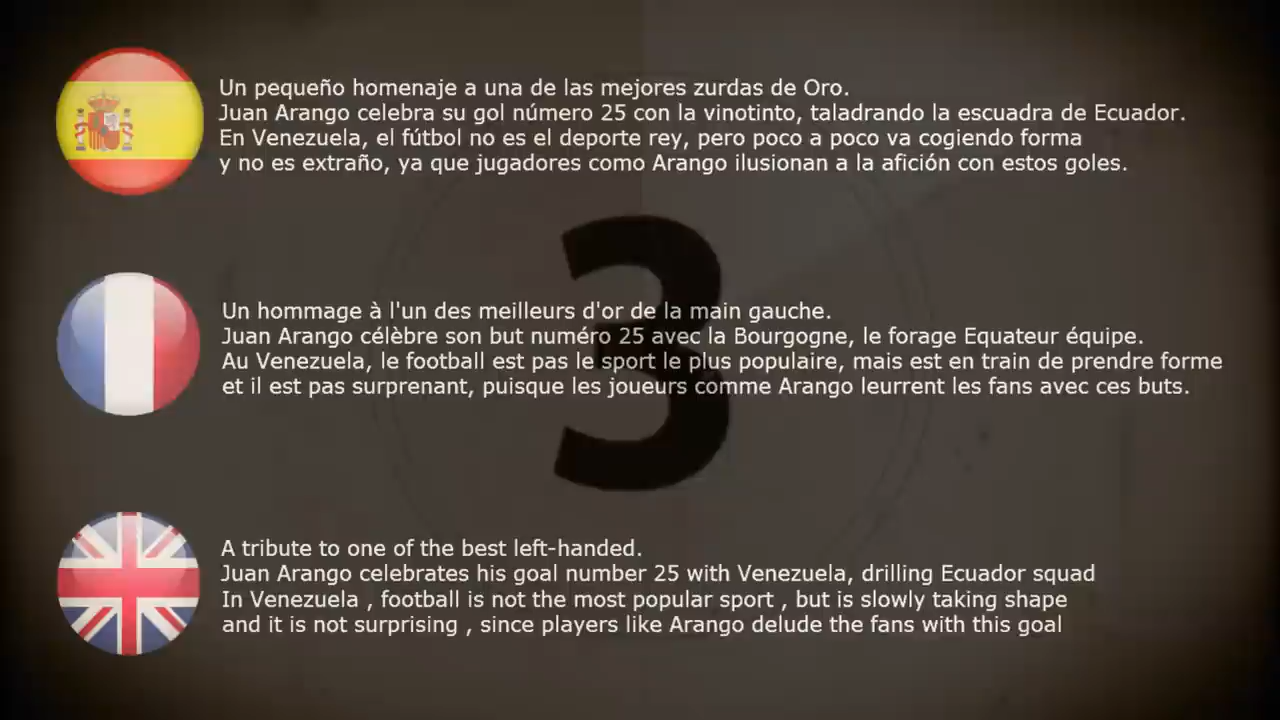 Un pequeño homenaje a una de las mejores zurdas de Oro.
Juan Arango celebra su gol número 25 con la vinotinto, taladrando la escuadra de Ecuador.
En Venezuela, el fútbol no es el deporte rey, pero poco a poco va cogiendo forma
y no es extraño, ya que jugadores como Arango ilusionan a la afición con estos goles.
3
Un hommage à l'un des meilleurs d'or de la main gauche.
Juan Arango célèbre son but numéro 25 avec la Bourgogne, le forage Equateur équipe.
Au Venezuela, le football est pas le sport le plus populaire, mais est en train de prendre forme
et il est pas surprenant, puisque les joueurs comme Arango leurrent les fans avec ces buts.
A tribute to one of the best left-handed.
Juan Arango celebrates his goal number 25 with Venezuela, drilling Ecuador squad
In Venezuela , football is not the most popular sport , but is slowly taking shape
and it is not surprising , since players like Arango delude the fans with this goal